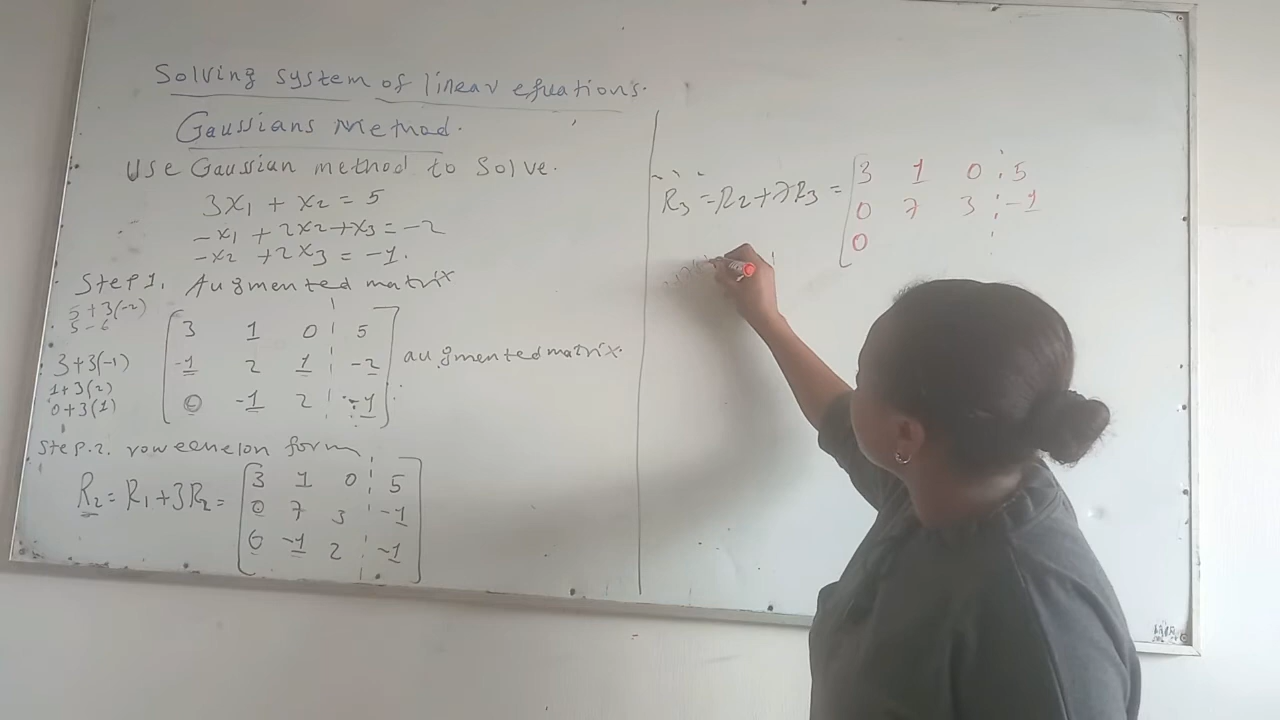 Solving system of linear equations.
Gaussians Method.
Use Gaussian method to Solve.
3x₁ + x₂ = 5
-x₁ + 2x₂ + x₃ = -2
-x₂ + 2x₃ = -1.
Step 1. Augmented matrix
5 + 3(-2)
5 - 6
3 + 3(-1)
1 + 3(2)
0 + 3(1)
3 1 0 5
-1 2 1 -2
0 -1 2 -1
augmented matrix.
Step.2. row echelon form
R₂ = R₁ + 3R₂ =
3 1 0 5
0 7 3 -1
0 -1 2 -1
R₃ = R₂ + 7R₃ =
3 1 0 5
0 7 3 -1
0